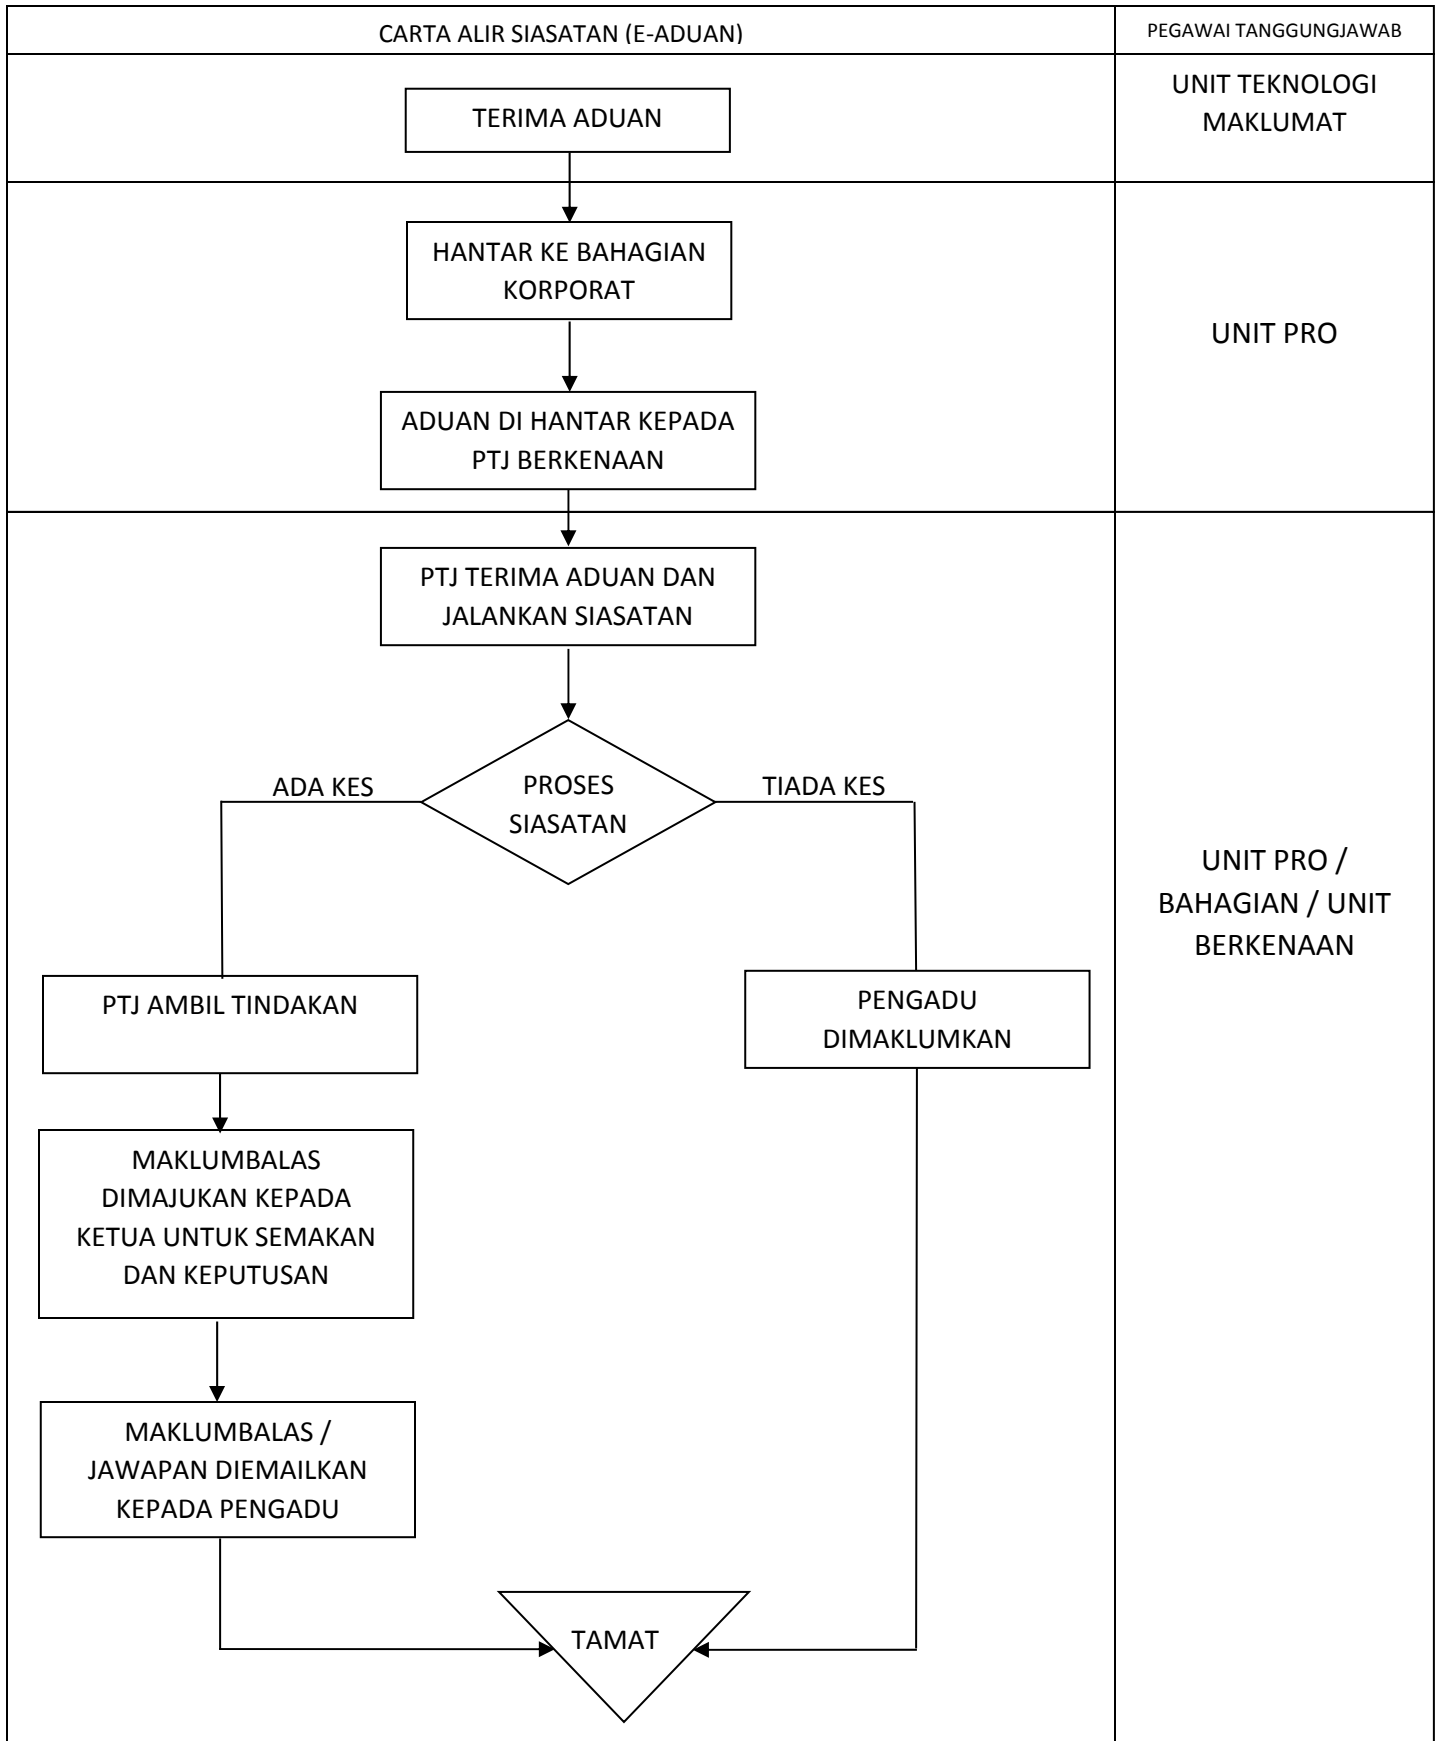 CARTA ALIR SIASATAN (E-ADUAN)
PEGAWAI TANGGUNGJAWAB
TERIMA ADUAN
UNIT TEKNOLOGI
MAKLUMAT
HANTAR KE BAHAGIAN
KORPORAT
ADUAN DI HANTAR KEPADA
PTJ BERKENAAN
UNIT PRO
PTJ TERIMA ADUAN DAN
JALANKAN SIASATAN
PROSES
SIASATAN
ADA KES
TIADA KES
PTJ AMBIL TINDAKAN
PENGADU
DIMAKLUMKAN
MAKLUMBALAS
DIMAJUKAN KEPADA
KETUA UNTUK SEMAKAN
DAN KEPUTUSAN
MAKLUMBALAS /
JAWAPAN DIEMAILKAN
KEPADA PENGADU
TAMAT
UNIT PRO /
BAHAGIAN / UNIT
BERKENAAN